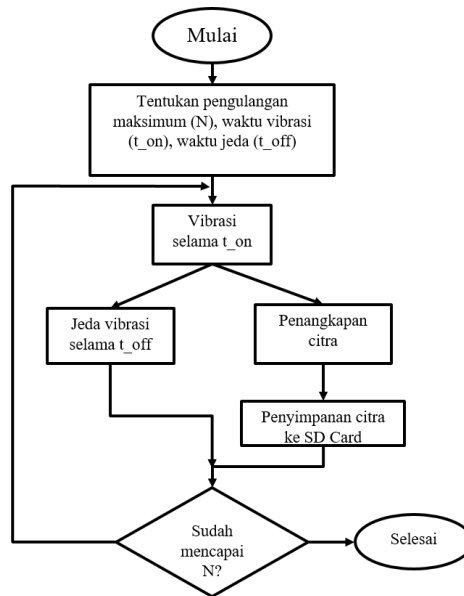 Mulai
Tentukan pengulangan
maksimum (N), waktu vibrasi
(t_on), waktu jeda (t_off)
Vibrasi
selama t_on
Jeda vibrasi
selama t_off
Penangkapan
citra
Penyimpanan citra
ke SD Card
Sudah
mencapai
N?
Selesai